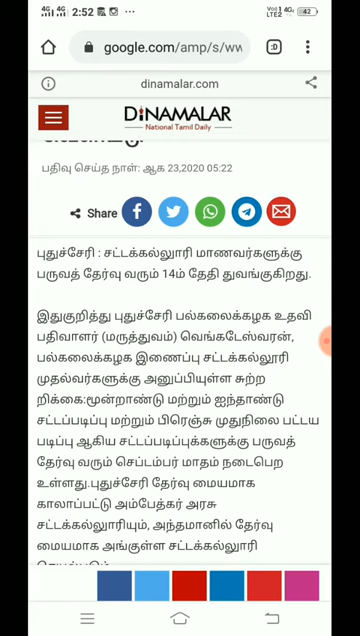 2:52
42
google.com/amp/s/ww
:D
dinamalar.com
DiNAMALAR
National Tamil Daily
பதிவு செய்த நாள்: ஆக 23,2020 05:22
Share
புதுச்சேரி : சட்டக்கல்லுாரி மாணவர்களுக்கு
பருவத் தேர்வு வரும் 14ம் தேதி துவங்குகிறது.
இதுகுறித்து புதுச்சேரி பல்கலைக்கழக உதவி
பதிவாளர் (மருத்துவம்) வெங்கடேஸ்வரன்,
பல்கலைக்கழக இணைப்பு சட்டக்கல்லுாரி
முதல்வர்களுக்கு அனுப்பியுள்ள சுற்ற
றிக்கை:மூன்றாண்டு மற்றும் ஐந்தாண்டு
சட்டப்படிப்பு மற்றும் பிரெஞ்சு முதுநிலை பட்டய
படிப்பு ஆகிய சட்டப்படிப்புக்களுக்கு பருவத்
தேர்வு வரும் செப்டம்பர் மாதம் நடைபெற
உள்ளது.புதுச்சேரி தேர்வு மையமாக
காலாப்பட்டு அம்பேத்கர் அரசு
சட்டக்கல்லுாரியும், அந்தமானில் தேர்வு
மையமாக அங்குள்ள சட்டக்கல்லுாரி